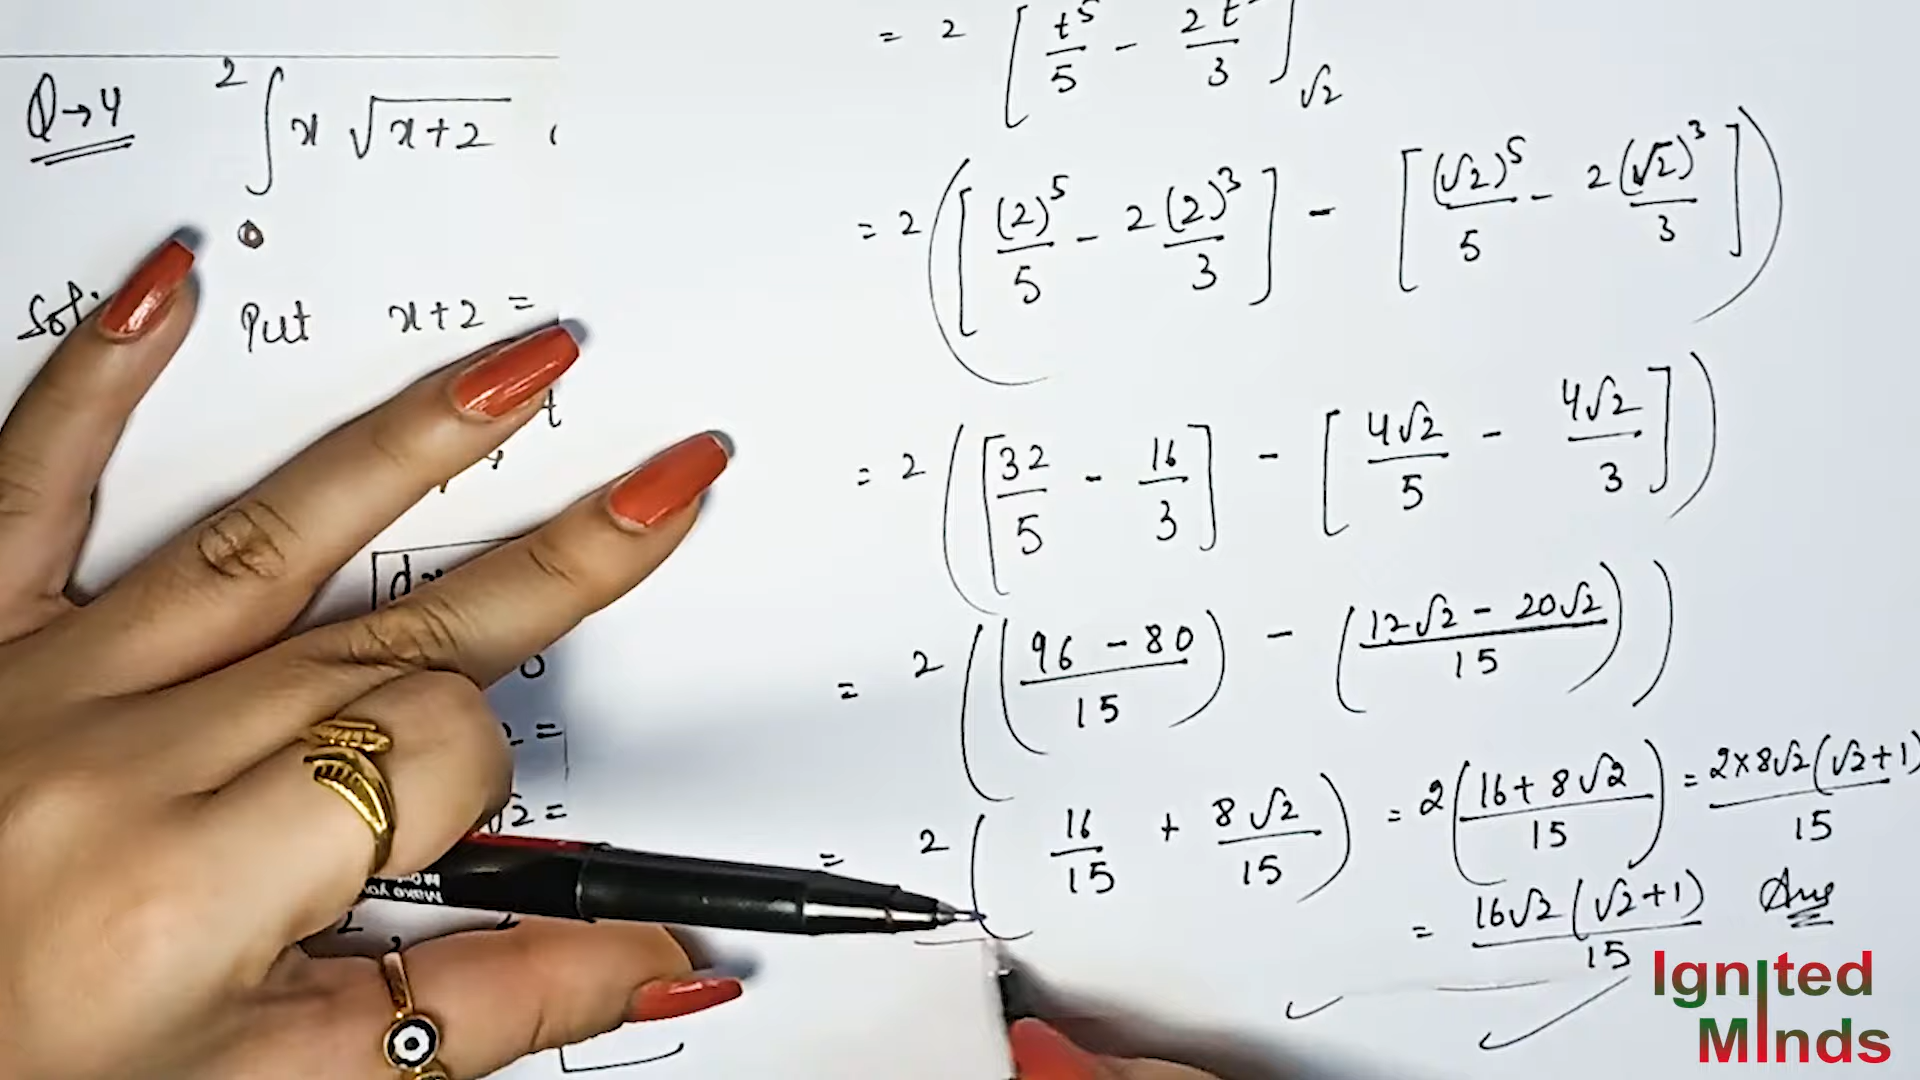 Q→4 ²∫₀ x √(x+2)
Sol. Put x+2 =
t
= 2 [ t⁵/5 - 2t/3 ]√2
= 2 ( [ (2)⁵/5 - 2(2)³/3 ] - [ (√2)⁵/5 - 2(√2)³/3 ] )
= 2 ( [ 32/5 - 16/3 ] - [ 4√2/5 - 4√2/3 ] )
= 2 ( ( 96 - 80/15 ) - ( 12√2 - 20√2/15 ) )
= 2 ( 16/15 + 8√2/15 ) = 2 ( 16 + 8√2/15 ) = 2×8√2(√2+1)/15
= 16√2(√2+1)/15 Ans
√2 =
Ignited
Minds